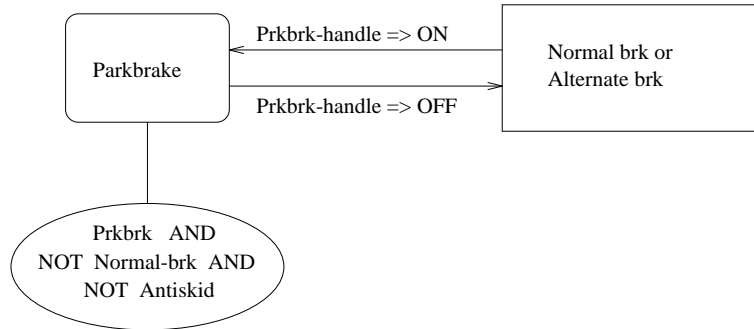 Prkbrk-handle => ON
Parkbrake
Normal brk or
Alternate brk
Prkbrk-handle => OFF
Prkbrk AND
NOT Normal-brk AND
NOT Antiskid